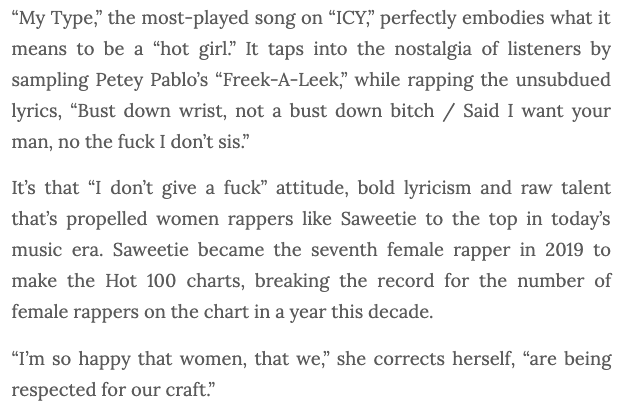 “My Type,” the most-played song on “ICY,” perfectly embodies what it
means to be a “hot girl.” It taps into the nostalgia of listeners by
sampling Petey Pablo’s “Freek-A-Leek,” while rapping the unsubdued
lyrics, “Bust down wrist, not a bust down bitch / Said I want your
man, no the fuck I don’t sis.”
It’s that “I don’t give a fuck” attitude, bold lyricism and raw talent
that’s propelled women rappers like Saweetie to the top in today’s
music era. Saweetie became the seventh female rapper in 2019 to
make the Hot 100 charts, breaking the record for the number of
female rappers on the chart in a year this decade.
“I’m so happy that women, that we,” she corrects herself, “are being
respected for our craft.”